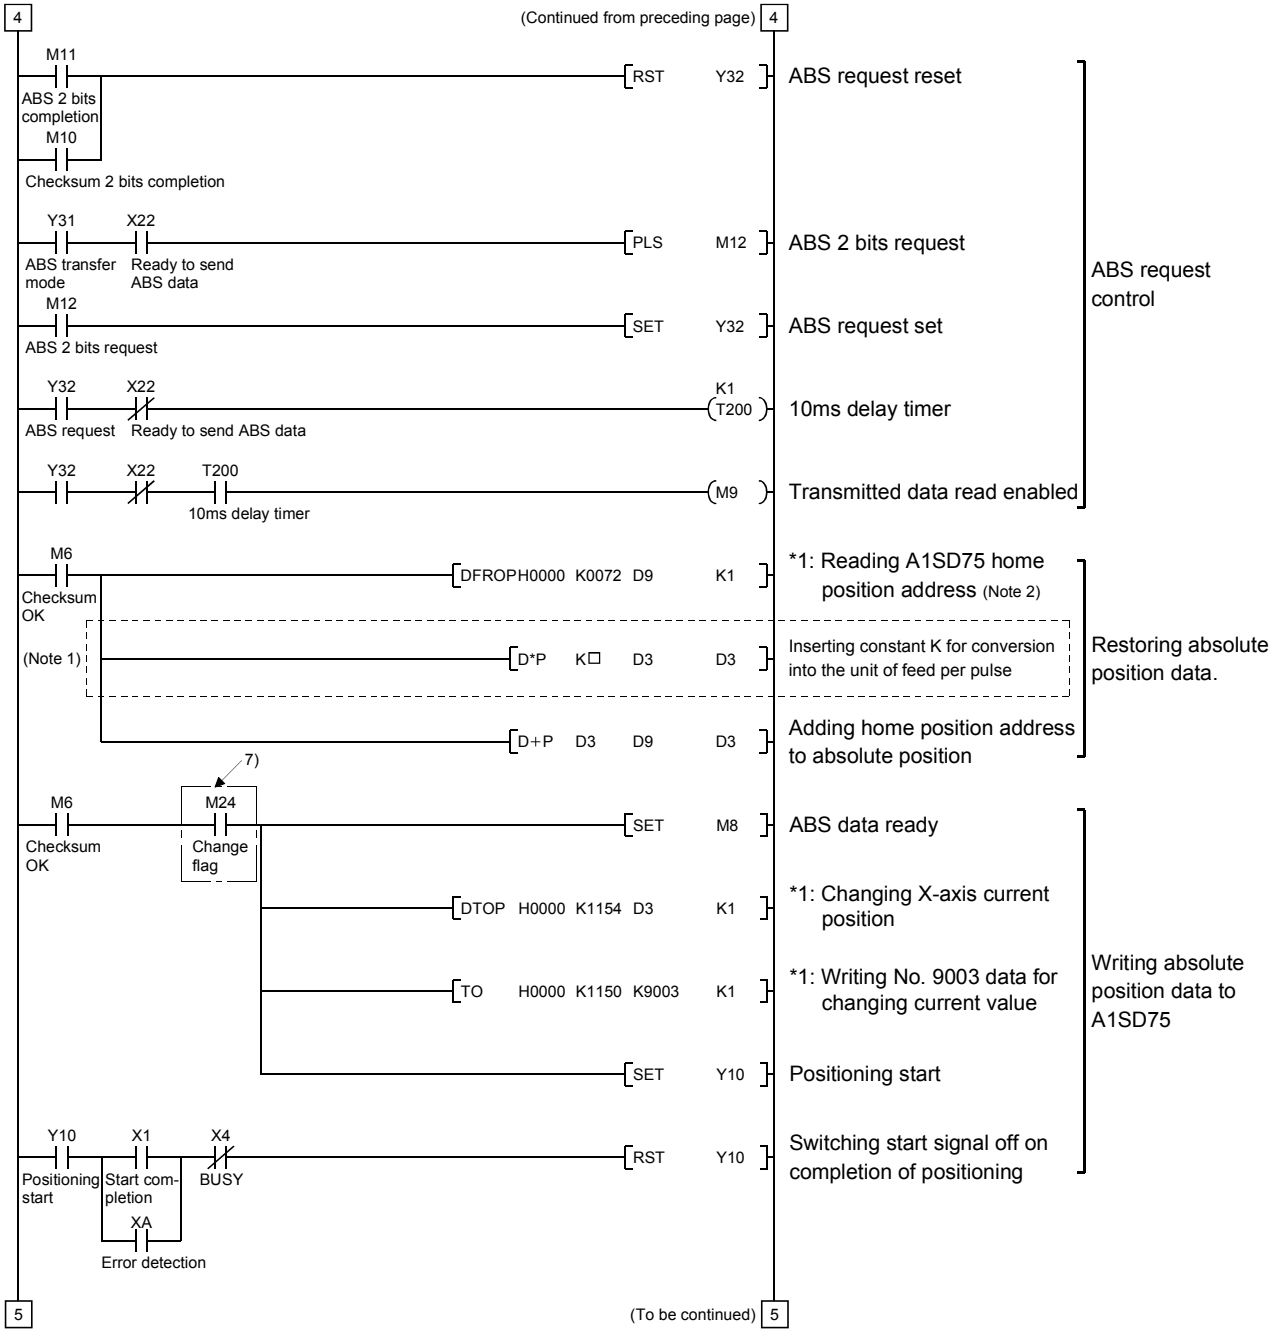 4 (Continued from preceding page) 4
M11
RST Y32 ABS request reset
ABS 2 bits
completion
M10
Checksum 2 bits completion
Y31 X22
PLS M12 ABS 2 bits request
ABS transfer Ready to send
mode ABS data
ABS request
control
M12
SET Y32 ABS request set
ABS 2 bits request
Y32 X22 K1
T200 10ms delay timer
ABS request Ready to send ABS data
Y32 X22 T200
M9 Transmitted data read enabled
10ms delay timer
M6
DFROPH0000 K0072 D9 K1 *1: Reading A1SD75 home
position address (Note 2)
Checksum
OK
(Note 1) D*P K□ D3 D3 Inserting constant K for conversion
into the unit of feed per pulse
Restoring absolute
position data.
D+P D3 D9 D3 Adding home position address
to absolute position
7)
M6 M24
SET M8 ABS data ready
Checksum Change
OK flag
DTOP H0000 K1154 D3 K1 *1: Changing X-axis current
position
TO H0000 K1150 K9003 K1 *1: Writing No. 9003 data for
changing current value
Writing absolute
position data to
A1SD75
SET Y10 Positioning start
Y10 X1 X4
RST Y10 Switching start signal off on
completion of positioning
Positioning Start com- BUSY
start pletion
XA
Error detection
5 (To be continued) 5